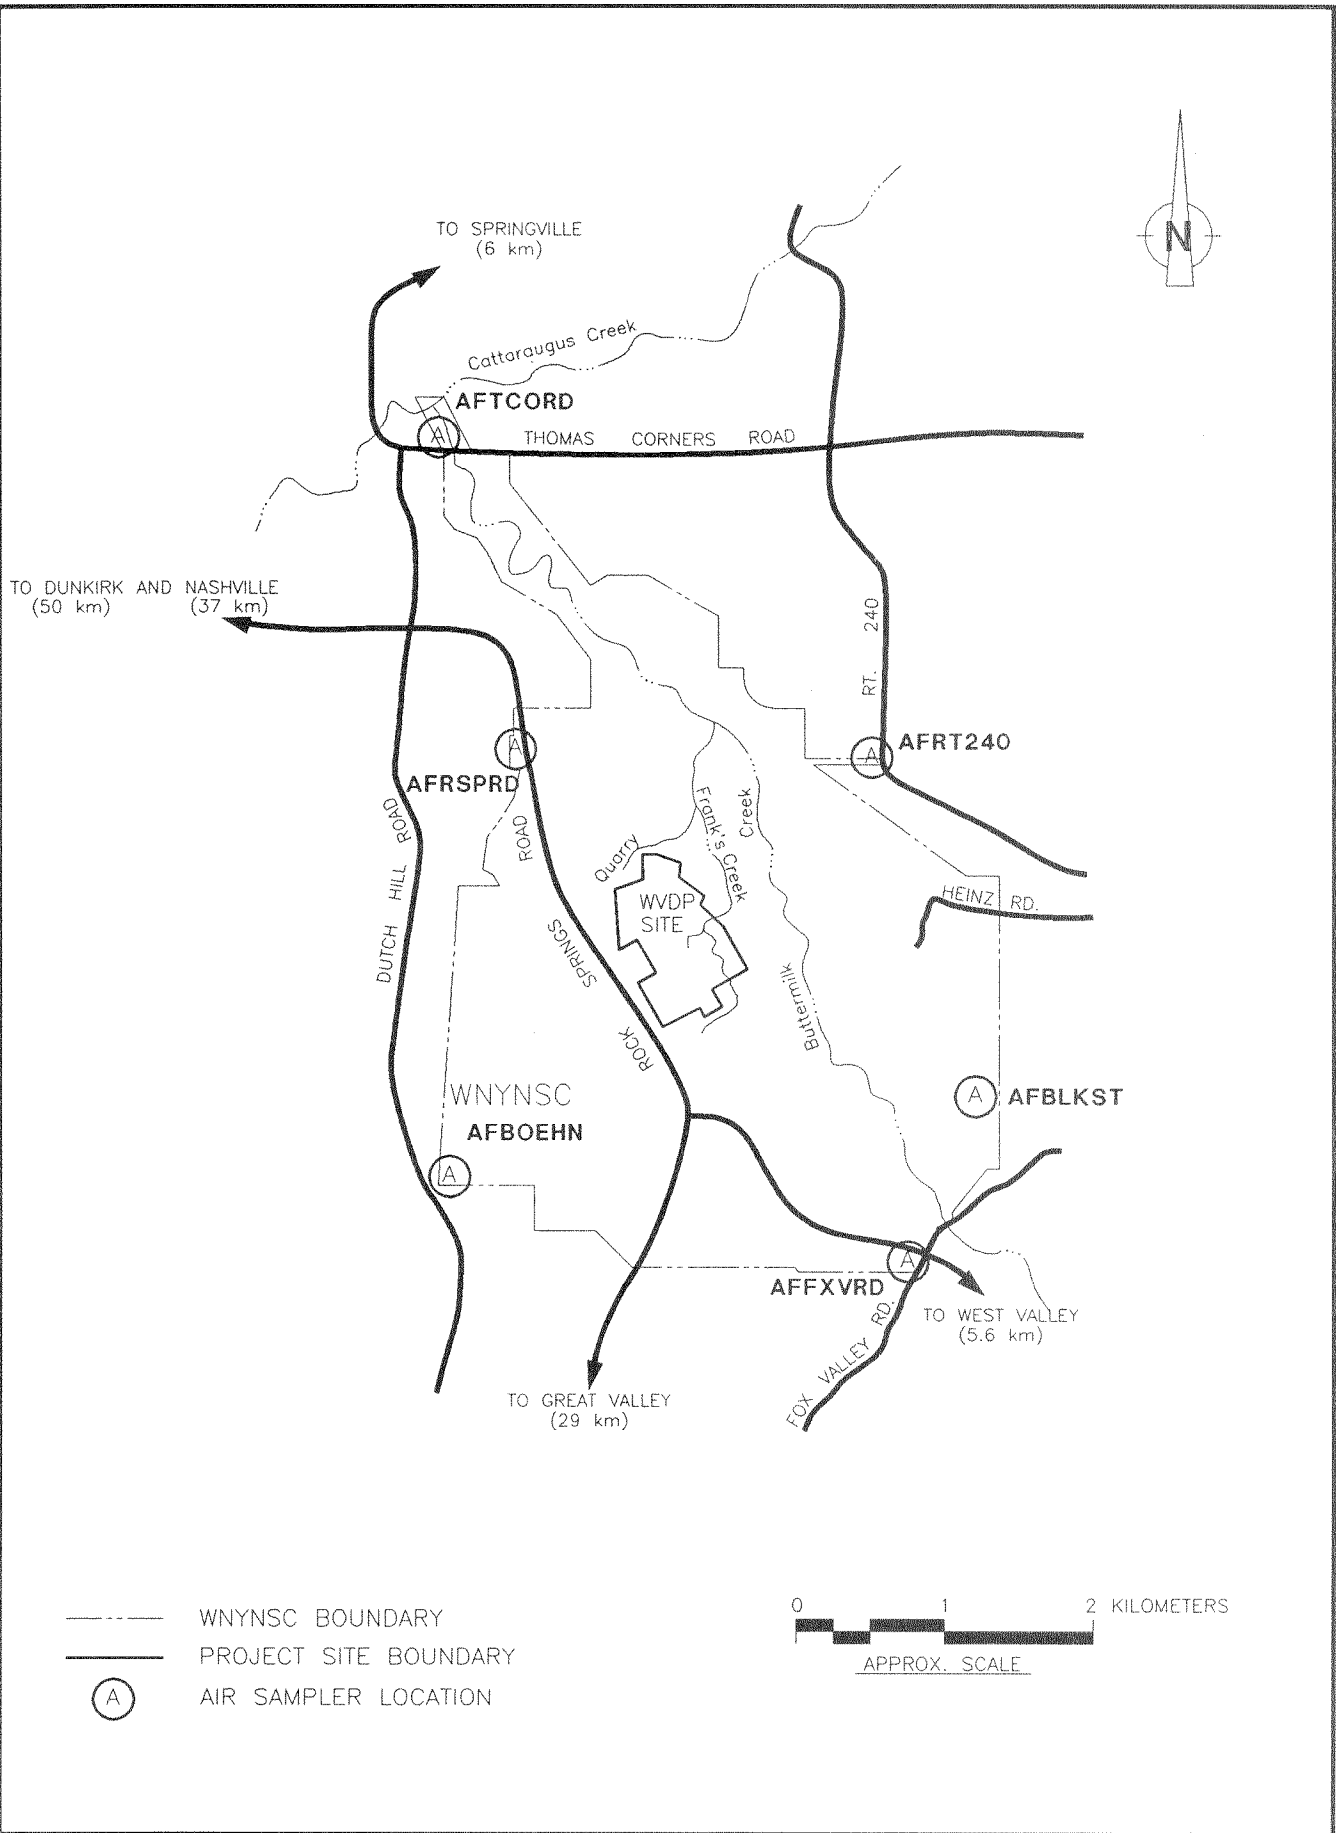 N
TO SPRINGVILLE
(6 km)
Cattaraugus Creek
AFTCORD
A
THOMAS CORNERS ROAD
TO DUNKIRK AND NASHVILLE
(50 km) (37 km)
RT. 240
A
AFRSPRD
A
AFRT240
DUTCH HILL ROAD
ROCK SPRINGS ROAD
Quarry
Frank's Creek
Buttermilk Creek
WVDP
SITE
HEINZ RD.
WNYNSC
A
AFBLKST
AFBOEHN
A
A
AFFXVRD
FOX VALLEY RD.
TO WEST VALLEY
(5.6 km)
TO GREAT VALLEY
(29 km)
WNYNSC BOUNDARY
PROJECT SITE BOUNDARY
A AIR SAMPLER LOCATION
0 1 2 KILOMETERS
APPROX. SCALE